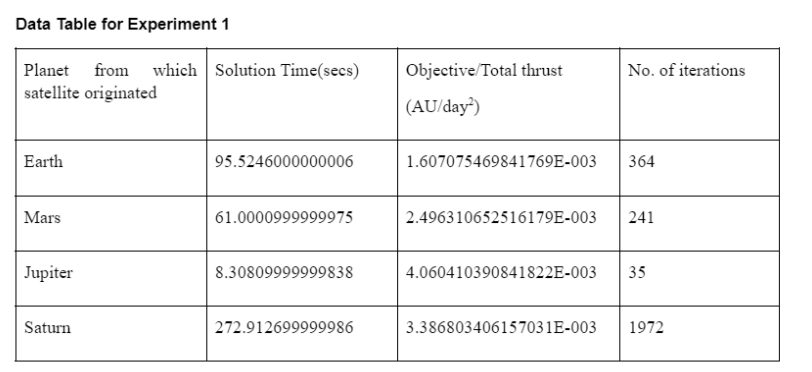 Data Table for Experiment 1
Planet from which satellite originated Solution Time(secs) Objective/Total thrust (AU/day²) No. of iterations
Earth 95.5246000000006 1.607075469841769E-003 364
Mars 61.0000999999975 2.496310652516179E-003 241
Jupiter 8.30809999999838 4.060410390841822E-003 35
Saturn 272.912699999986 3.386803406157031E-003 1972